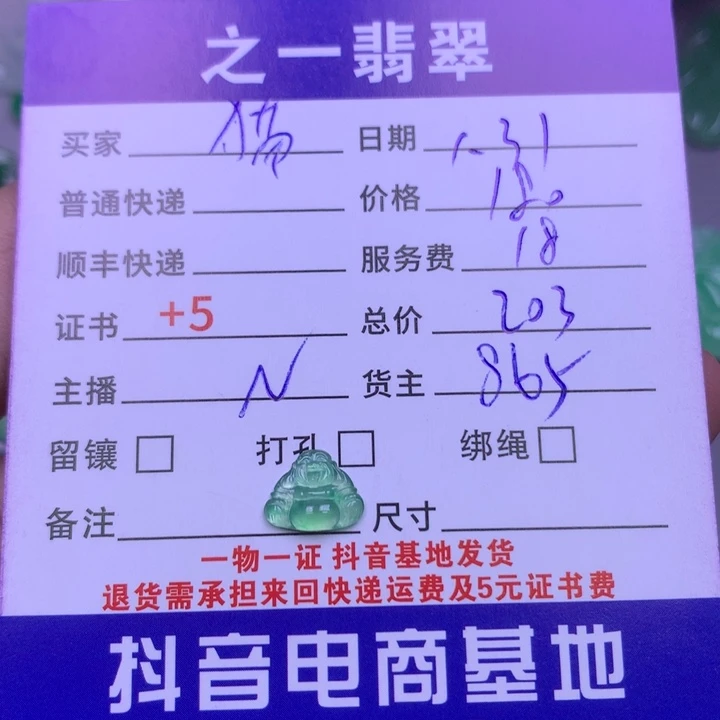 之一翡翠
买家 日期 1.31
普通快递 价格 180
顺丰快递 服务费 18
证书 +5 总价 203
主播 N 货主 865
留镶 打孔 绑绳
备注 尺寸
一物一证 抖音基地发货
退货需承担来回快递运费及5元证书费
抖音电商基地